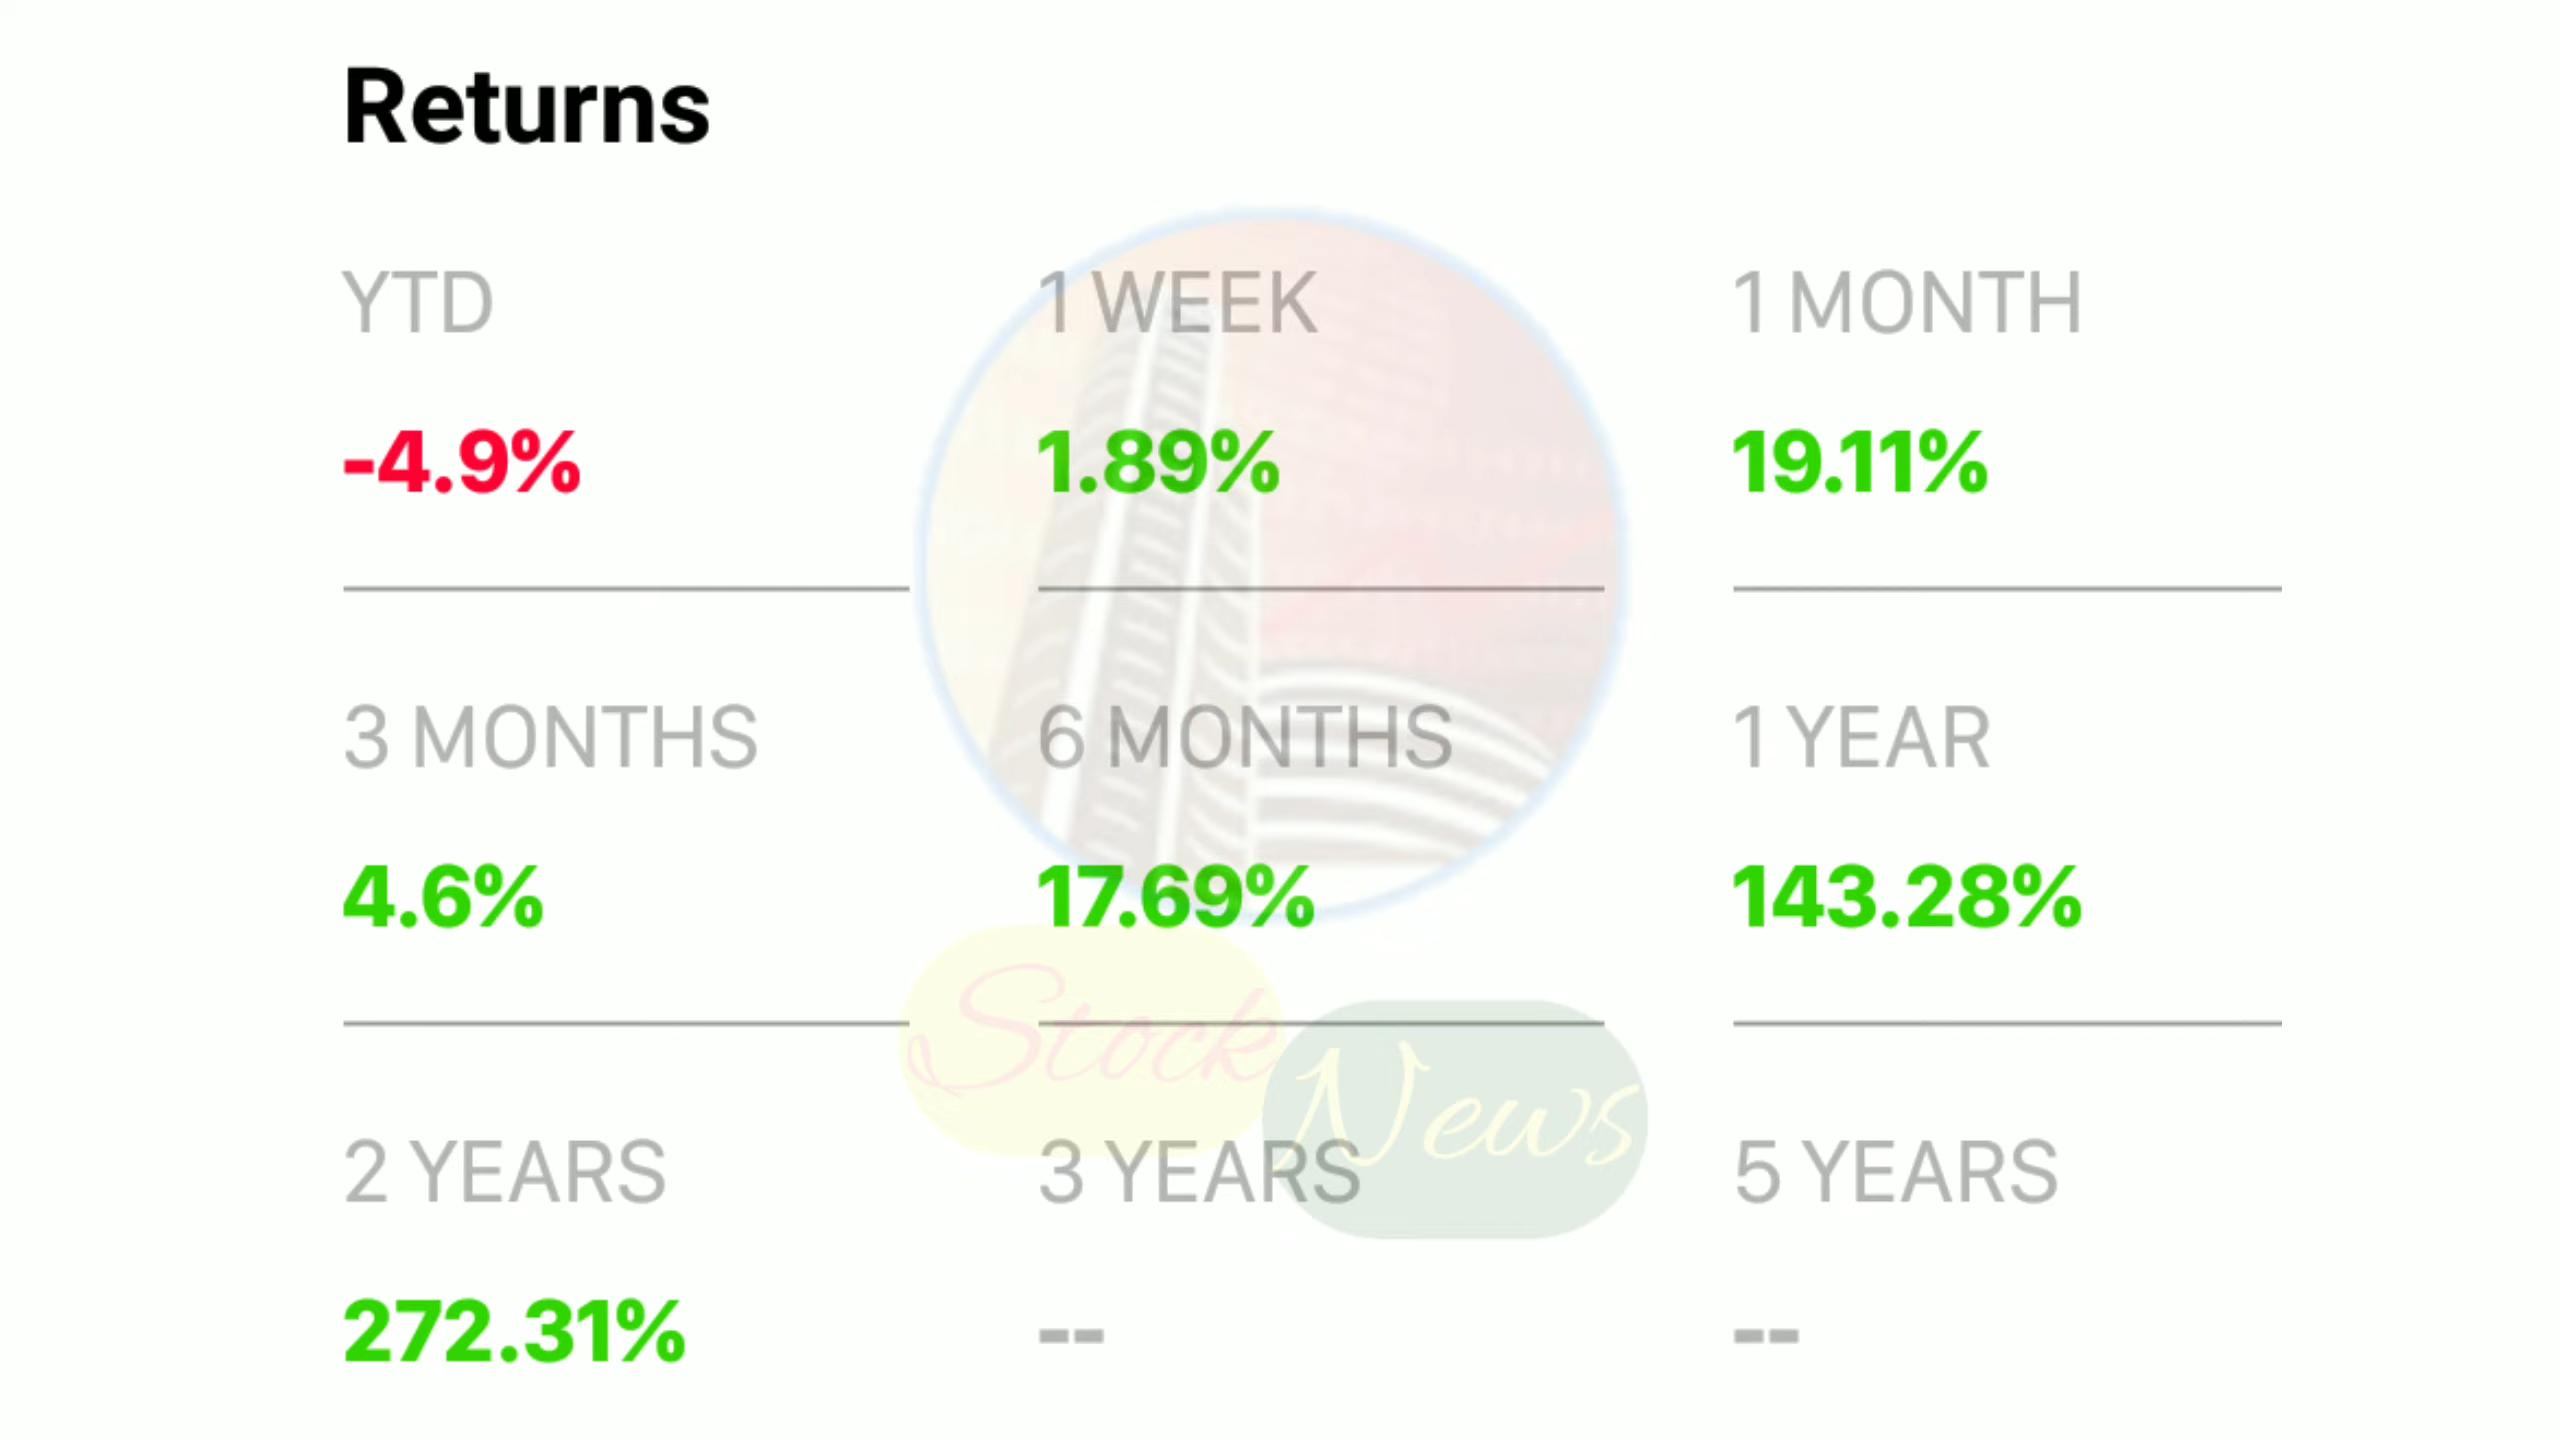 Returns
YTD 1 WEEK 1 MONTH
-4.9% 1.89% 19.11%
3 MONTHS 6 MONTHS 1 YEAR
4.6% 17.69% 143.28%
Stock
News
2 YEARS 3 YEARS 5 YEARS
272.31% -- --